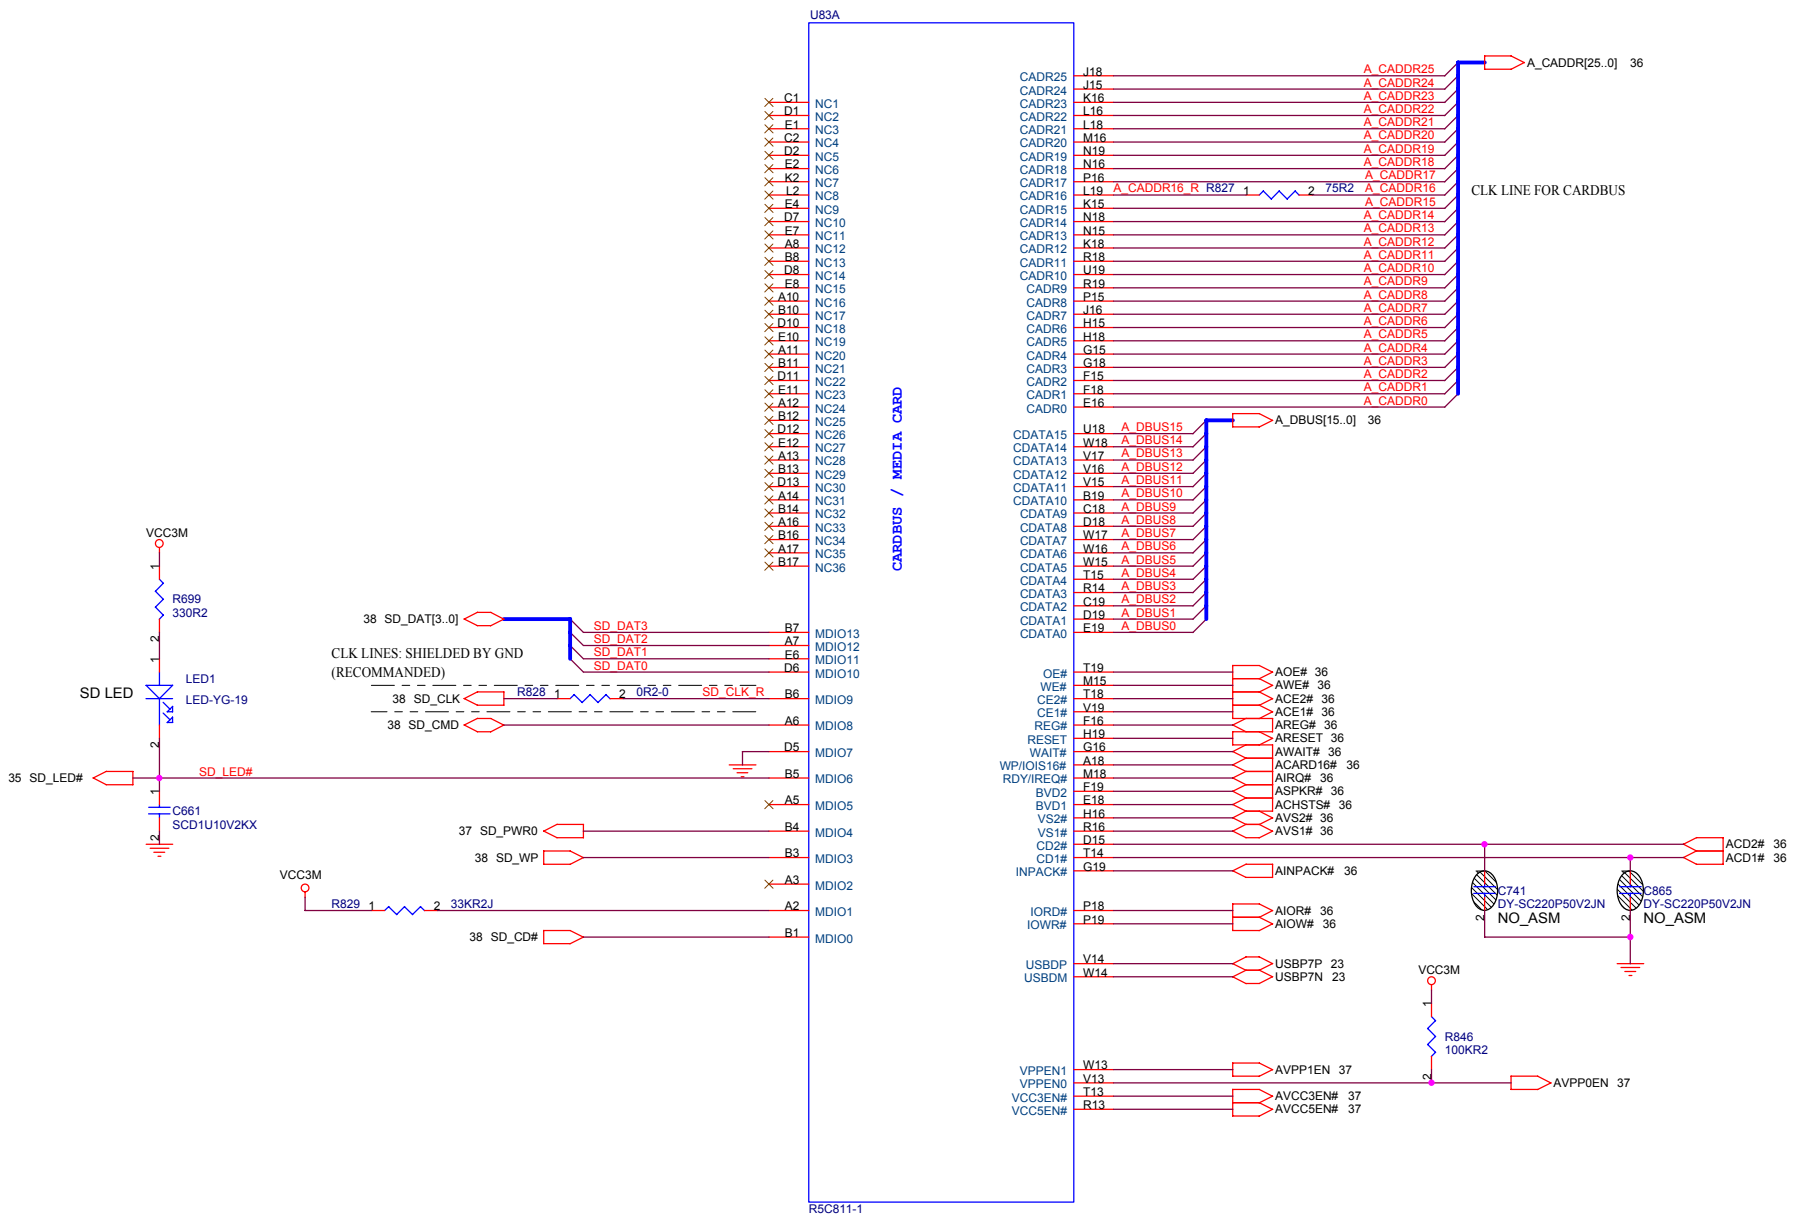 U83A
CARDBUS / MEDIA CARD
R5C811-1
C1 NC1
D1 NC2
E1 NC3
C2 NC4
D2 NC5
E2 NC6
K2 NC7
L2 NC8
E4 NC9
D7 NC10
E7 NC11
A8 NC12
B8 NC13
D8 NC14
E8 NC15
A10 NC16
B10 NC17
D10 NC18
E10 NC19
A11 NC20
B11 NC21
D11 NC22
E11 NC23
A12 NC24
B12 NC25
D12 NC26
E12 NC27
A13 NC28
B13 NC29
D13 NC30
A14 NC31
B14 NC32
A16 NC33
B16 NC34
A17 NC35
B17 NC36
VCC3M
1
R699
330R2
2
1
LED1
SD LED
LED-YG-19
2
35 SD_LED# SD_LED# B5 MDIO6
1
C661
SCD1U10V2KX
2
38 SD_DAT[3..0]
SD_DAT3 B7 MDIO13
SD_DAT2 A7 MDIO12
SD_DAT1 E6 MDIO11
SD_DAT0 D6 MDIO10
CLK LINES: SHIELDED BY GND
(RECOMMANDED)
38 SD_CLK R828 1 2 0R2-0 SD_CLK_R B6 MDIO9
38 SD_CMD A6 MDIO8
D5 MDIO7
A5 MDIO5
37 SD_PWR0 B4 MDIO4
38 SD_WP B3 MDIO3
A3 MDIO2
VCC3M
R829 1 2 33KR2J A2 MDIO1
38 SD_CD# B1 MDIO0
A_CADDR[25..0] 36
CADR25 J18 A_CADDR25
CADR24 J15 A_CADDR24
CADR23 K16 A_CADDR23
CADR22 L16 A_CADDR22
CADR21 L18 A_CADDR21
CADR20 M16 A_CADDR20
CADR19 N19 A_CADDR19
CADR18 N16 A_CADDR18
CADR17 P16 A_CADDR17
CADR16 L19 A_CADDR16_R R827 1 2 75R2 A_CADDR16
CLK LINE FOR CARDBUS
CADR15 K15 A_CADDR15
CADR14 N18 A_CADDR14
CADR13 N15 A_CADDR13
CADR12 K18 A_CADDR12
CADR11 R18 A_CADDR11
CADR10 U19 A_CADDR10
CADR9 R19 A_CADDR9
CADR8 P15 A_CADDR8
CADR7 J16 A_CADDR7
CADR6 H15 A_CADDR6
CADR5 H18 A_CADDR5
CADR4 G15 A_CADDR4
CADR3 G18 A_CADDR3
CADR2 F15 A_CADDR2
CADR1 F18 A_CADDR1
CADR0 E16 A_CADDR0
A_DBUS[15..0] 36
CDATA15 U18 A_DBUS15
CDATA14 W18 A_DBUS14
CDATA13 V17 A_DBUS13
CDATA12 V16 A_DBUS12
CDATA11 V15 A_DBUS11
CDATA10 B19 A_DBUS10
CDATA9 C18 A_DBUS9
CDATA8 D18 A_DBUS8
CDATA7 W17 A_DBUS7
CDATA6 W16 A_DBUS6
CDATA5 W15 A_DBUS5
CDATA4 T15 A_DBUS4
CDATA3 R14 A_DBUS3
CDATA2 C19 A_DBUS2
CDATA1 D19 A_DBUS1
CDATA0 E19 A_DBUS0
OE# T19 AOE# 36
WE# M15 AWE# 36
CE2# T18 ACE2# 36
CE1# V19 ACE1# 36
REG# F16 AREG# 36
RESET H19 ARESET 36
WAIT# G16 AWAIT# 36
WP/IOIS16# A18 ACARD16# 36
RDY/IREQ# M18 AIRQ# 36
BVD2 F19 ASPKR# 36
BVD1 E18 ACHSTS# 36
VS2# H16 AVS2# 36
VS1# R16 AVS1# 36
CD2# D15 ACD2# 36
CD1# T14 ACD1# 36
INPACK# G19 AINPACK# 36
1
C741
DY-SC220P50V2JN
NO_ASM
2
1
C865
DY-SC220P50V2JN
NO_ASM
2
IORD# P18 AIOR# 36
IOWR# P19 AIOW# 36
USBDP V14 USBP7P 23
USBDM W14 USBP7N 23
VCC3M
1
R846
100KR2
2
VPPEN1 W13 AVPP1EN 37
VPPEN0 V13 AVPP0EN 37
VCC3EN# T13 AVCC3EN# 37
VCC5EN# R13 AVCC5EN# 37